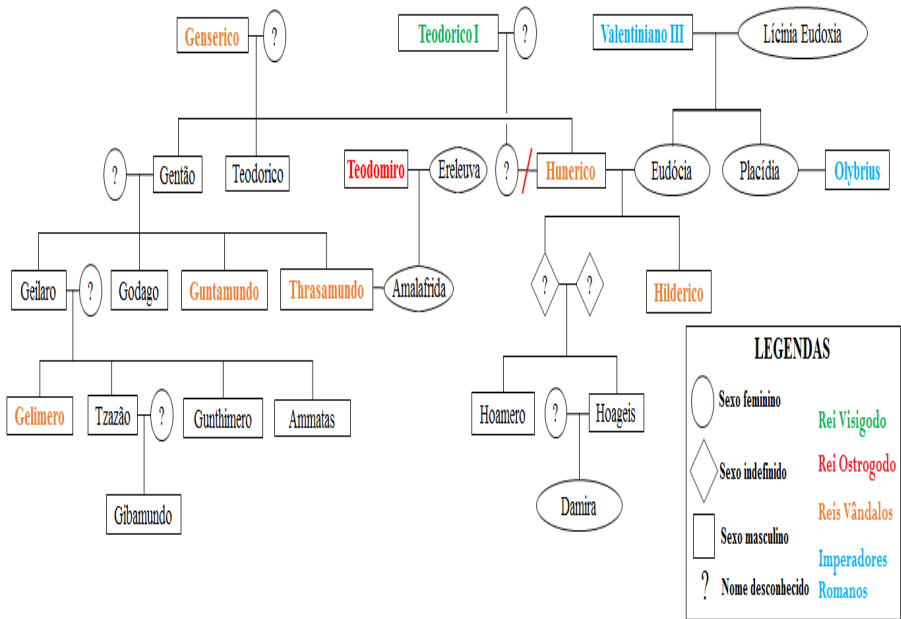 Genserico ? Teodorico I ? Valentiniano III Lícinia Eudoxia
? Gentão Teodorico Teodomiro Ereleuva ? Hunerico Eudócia Placídia Olybrius
Geilaro ? Godago Guntamundo Thrasamundo Amalafrida ? ? Hilderico
Gelimero Tzazão ? Gunthimero Ammatas Hoamero ? Hoageis
Gibamundo Damira
LEGENDAS
Sexo feminino
Sexo indefinido
Sexo masculino
? Nome desconhecido
Rei Visigodo
Rei Ostrogodo
Reis Vândalos
Imperadores
Romanos